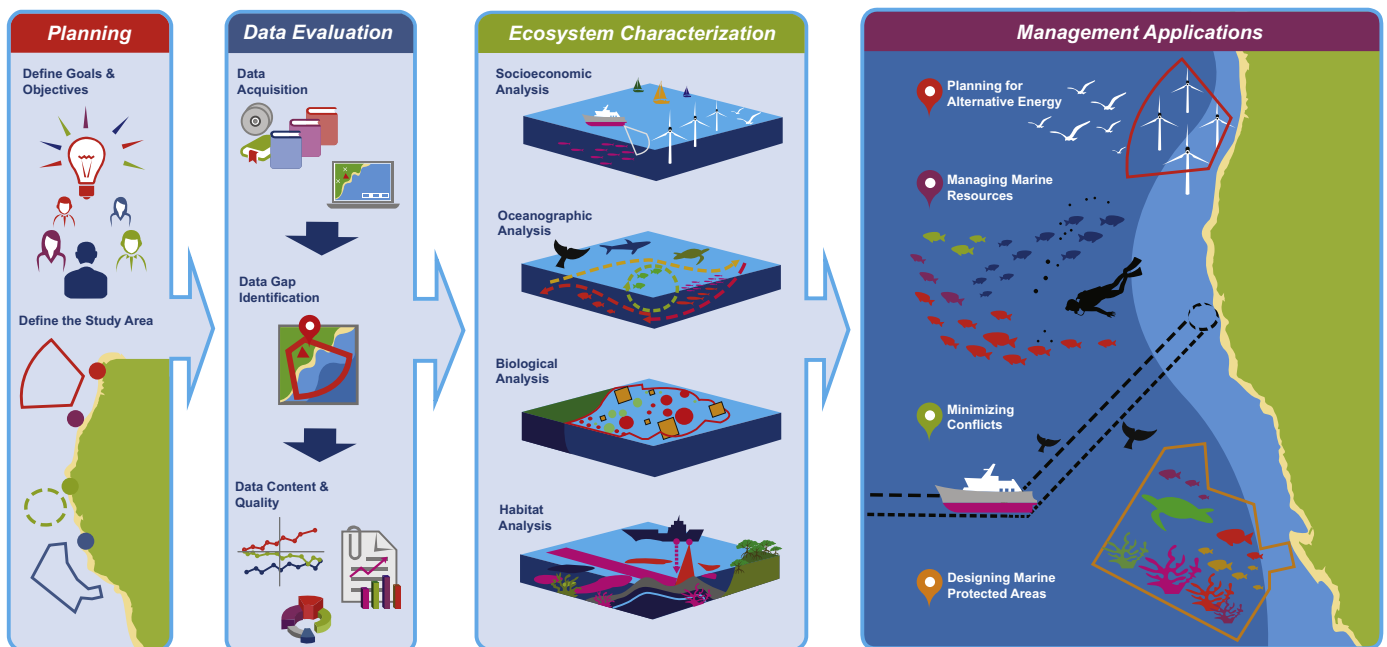 Planning
Define Goals &
Objectives
Define the Study Area
Data Evaluation
Data
Acquisition
Data Gap
Identification
Data Content &
Quality
Ecosystem Characterization
Socioeconomic
Analysis
Oceanographic
Analysis
Biological
Analysis
Habitat
Analysis
Management Applications
Planning for
Alternative Energy
Managing Marine
Resources
Minimizing
Conflicts
Designing Marine
Protected Areas